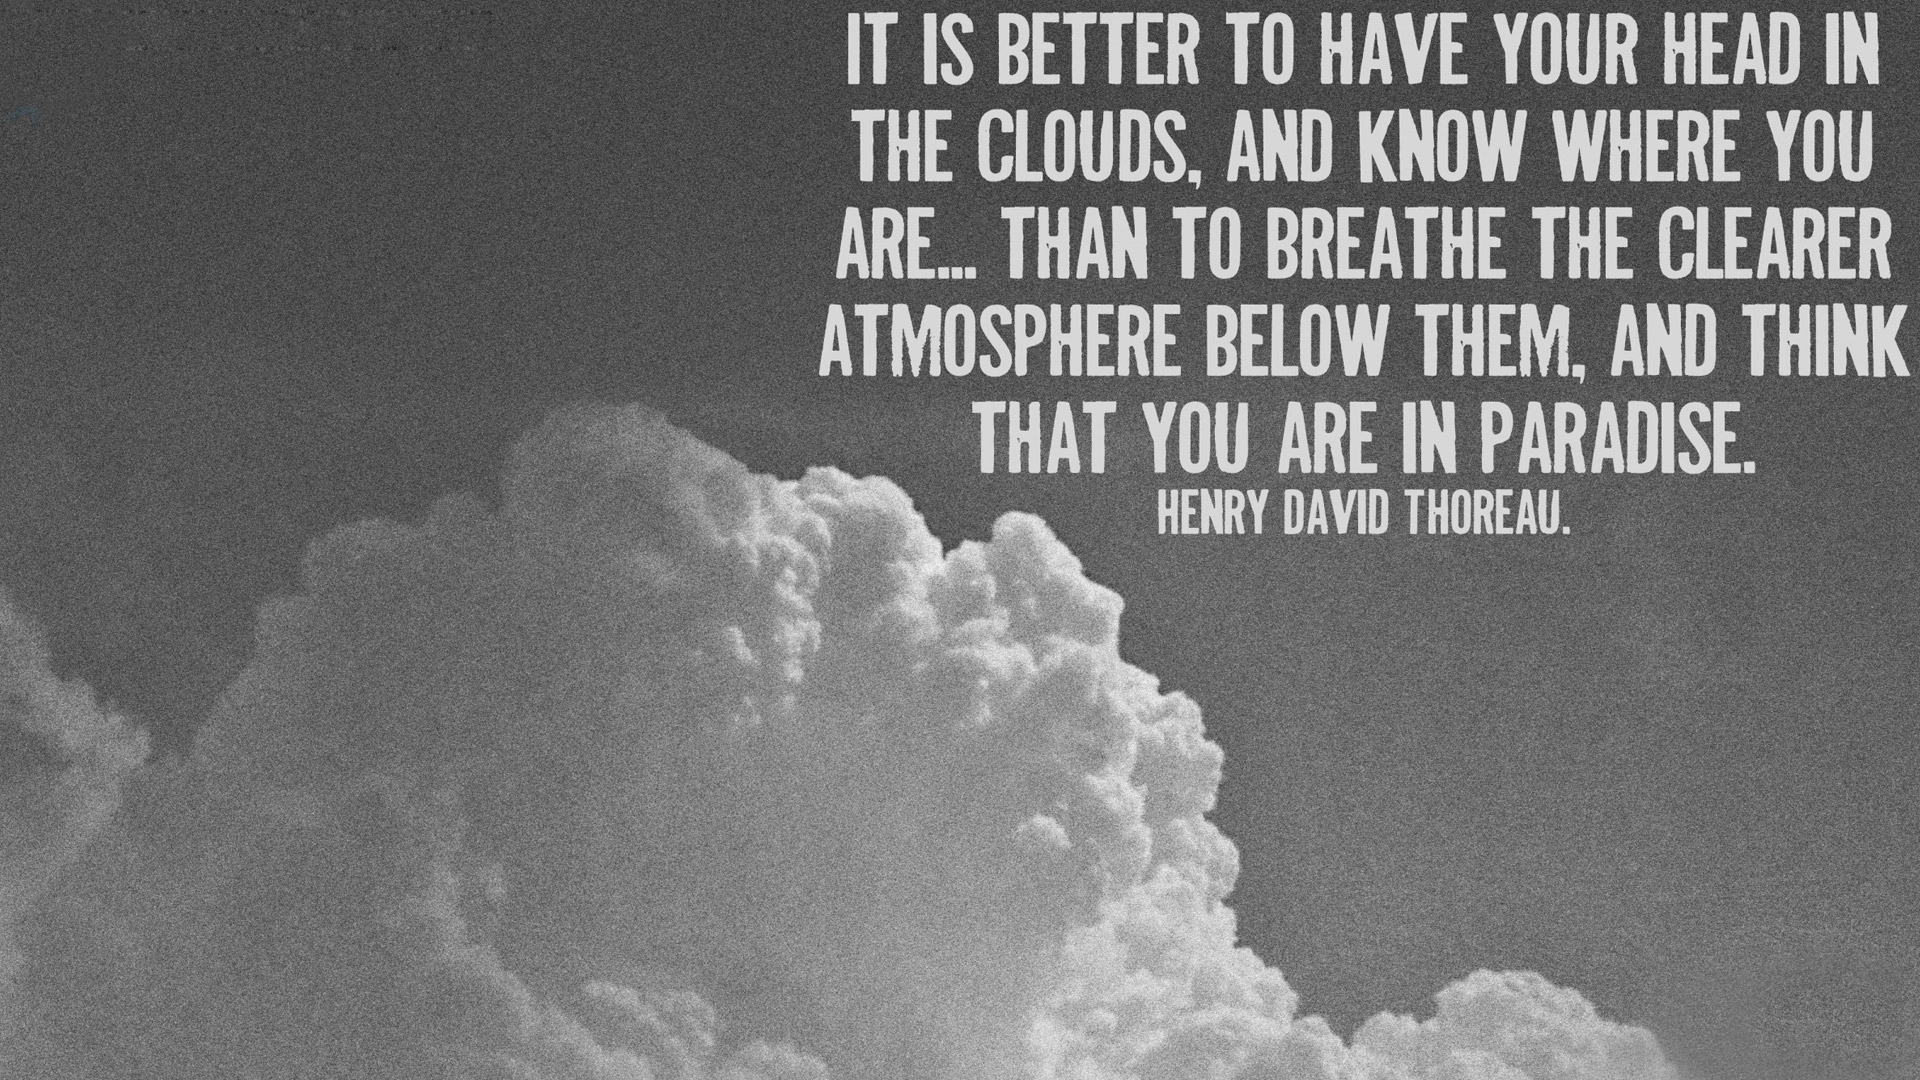 IT IS BETTER TO HAVE YOUR HEAD IN
THE CLOUDS, AND KNOW WHERE YOU
ARE... THAN TO BREATHE THE CLEARER
ATMOSPHERE BELOW THEM, AND THINK
THAT YOU ARE IN PARADISE.
HENRY DAVID THOREAU.